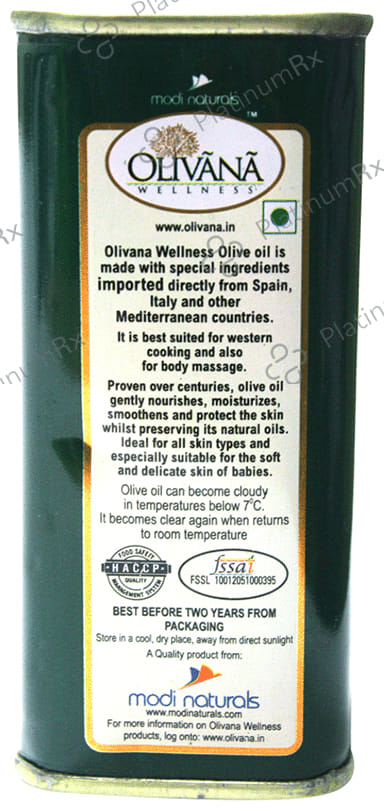 modi naturals
TM
OLIVĀNĀ
WELLNESS
www.olivana.in
Olivana Wellness Olive oil is
made with special ingredients
imported directly from Spain,
Italy and other
Mediterranean countries.
It is best suited for western
cooking and also
for body massage.
Proven over centuries, olive oil
gently nourishes, moisturizes,
smoothens and protect the skin
whilst preserving its natural oils.
Ideal for all skin types and
especially suitable for the soft
and delicate skin of babies.
Olive oil can become cloudy
in temperatures below 7°C.
It becomes clear again when returns
to room temperature
FOOD SAFETY
HACCP
QUALITY
MANAGEMENT SYSTEM
fssai
FSSL 10012051000395
BEST BEFORE TWO YEARS FROM
PACKAGING
Store in a cool, dry place, away from direct sunlight
A Quality product from:
modi naturals
www.modinaturals.com
For more information on Olivana Wellness
products, log onto: www.olivana.in
PlatinumRx
PlatinumRx
PlatinumRx
PlatinumRx